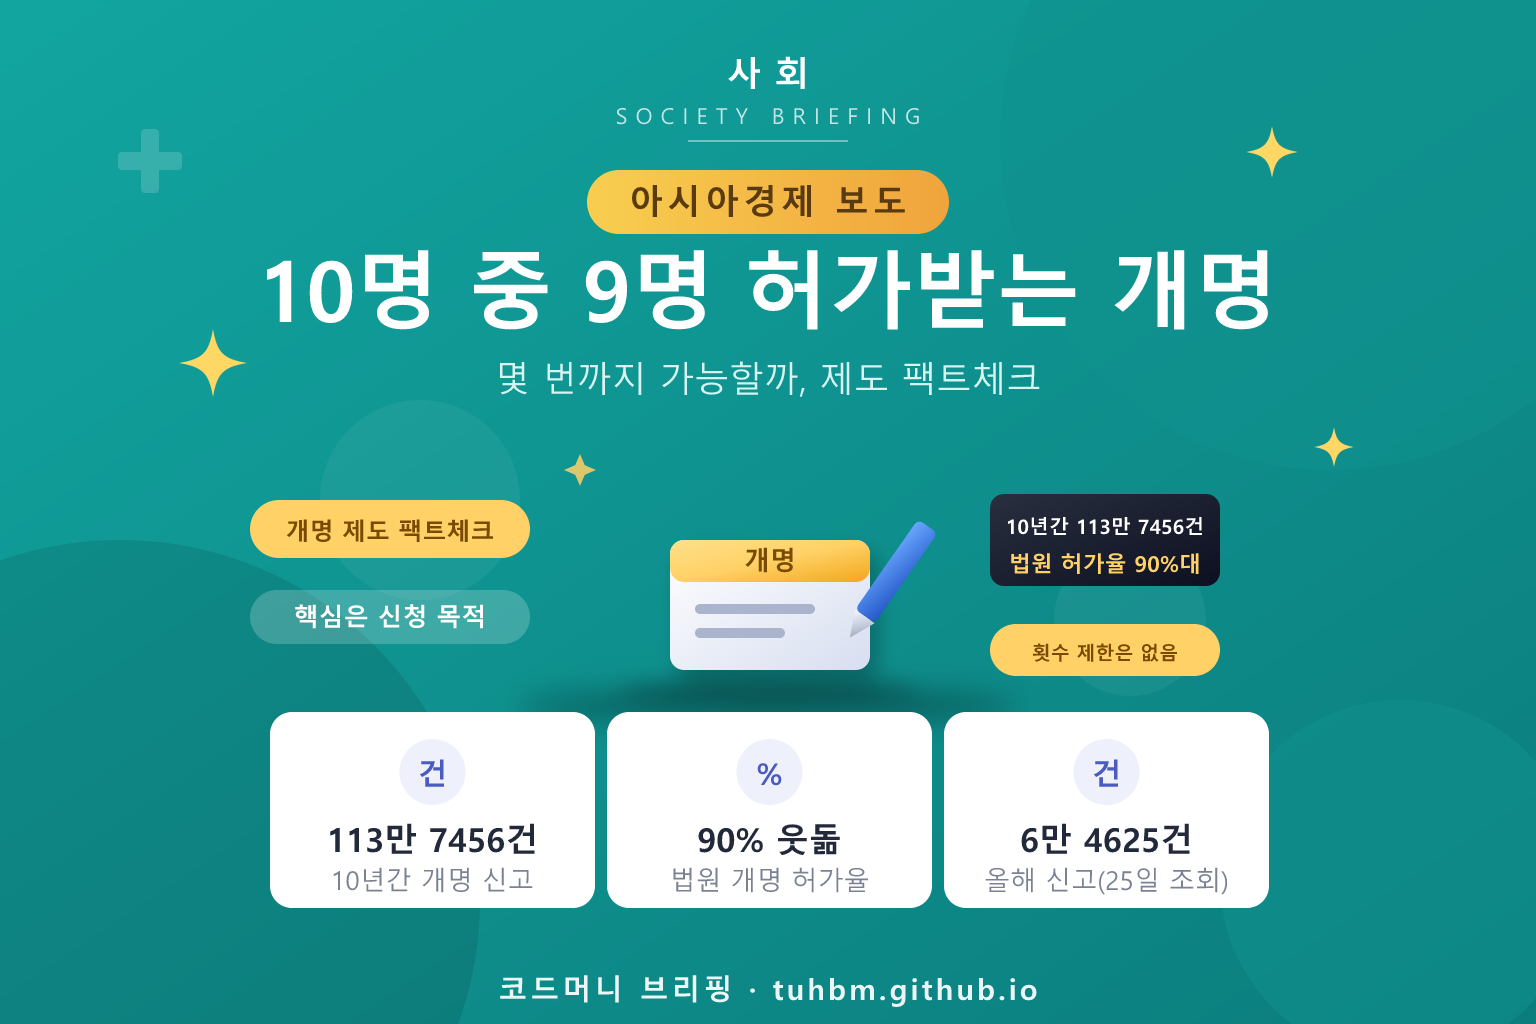 사회
SOCIETY BRIEFING
아시아경제 보도
10명 중 9명 허가받는 개명
몇 번까지 가능할까, 제도 팩트체크
개명 제도 팩트체크
핵심은 신청 목적
개명
10년간 113만 7456건
법원 허가율 90%대
횟수 제한은 없음
건
113만 7456건
10년간 개명 신고
%
90% 웃돎
법원 개명 허가율
건
6만 4625건
올해 신고(25일 조회)
코드머니 브리핑 · tuhbm.github.io